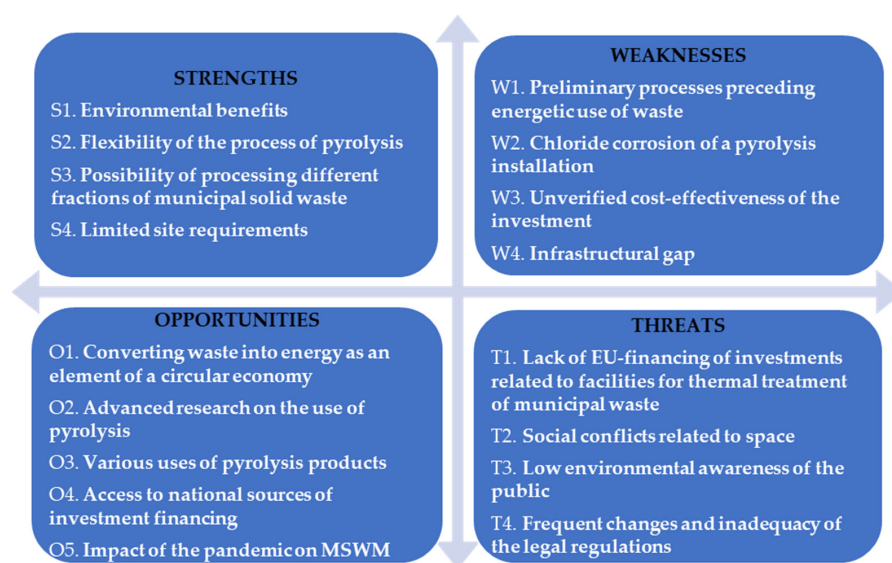 STRENGTHS
S1. Environmental benefits
S2. Flexibility of the process of pyrolysis
S3. Possibility of processing different
fractions of municipal solid waste
S4. Limited site requirements
WEAKNESSES
W1. Preliminary processes preceding
energetic use of waste
W2. Chloride corrosion of a pyrolysis
installation
W3. Unverified cost-effectiveness of the
investment
W4. Infrastructural gap
OPPORTUNITIES
O1. Converting waste into energy as an
element of a circular economy
O2. Advanced research on the use of
pyrolysis
O3. Various uses of pyrolysis products
O4. Access to national sources of
investment financing
O5. Impact of the pandemic on MSWM
THREATS
T1. Lack of EU-financing of investments
related to facilities for thermal treatment
of municipal waste
T2. Social conflicts related to space
T3. Low environmental awareness of the
public
T4. Frequent changes and inadequacy of
the legal regulations